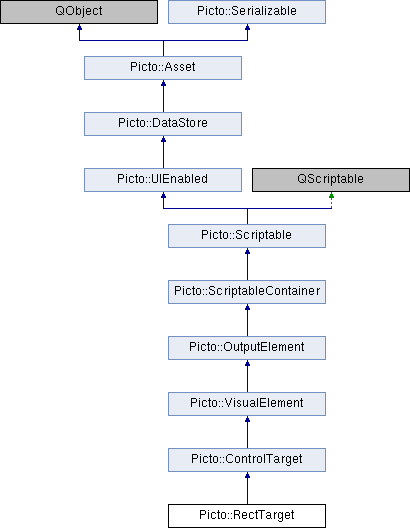 QObject
Picto::Serializable
Picto::Asset
Picto::DataStore
Picto::UIEnabled
QScriptable
Picto::Scriptable
Picto::ScriptableContainer
Picto::OutputElement
Picto::VisualElement
Picto::ControlTarget
Picto::RectTarget